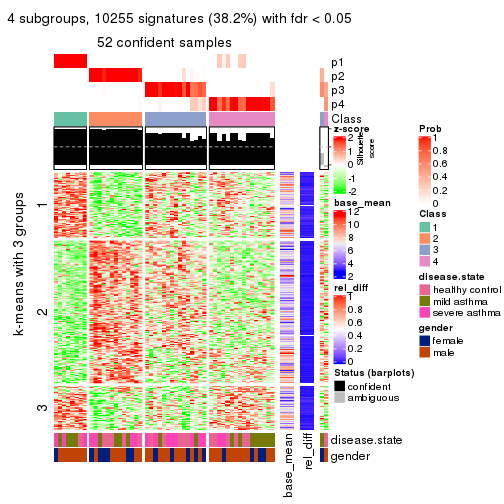 4 subgroups, 10255 signatures (38.2%) with fdr < 0.05
52 confident samples
p1
p2
p3
p4
Class
k-means with 3 groups
1
2
3
disease.state
gender
base_mean
rel_diff
z-score
2
1
0
-1
-2
Silhouette
score
base_mean
12
10
8
6
4
2
rel_diff
1
0.8
0.6
0.4
0.2
0
Status (barplots)
confident
ambiguous
Prob
1
0.8
0.6
0.4
0.2
0
Class
1
2
3
4
disease.state
healthy control
mild asthma
severe asthma
gender
female
male